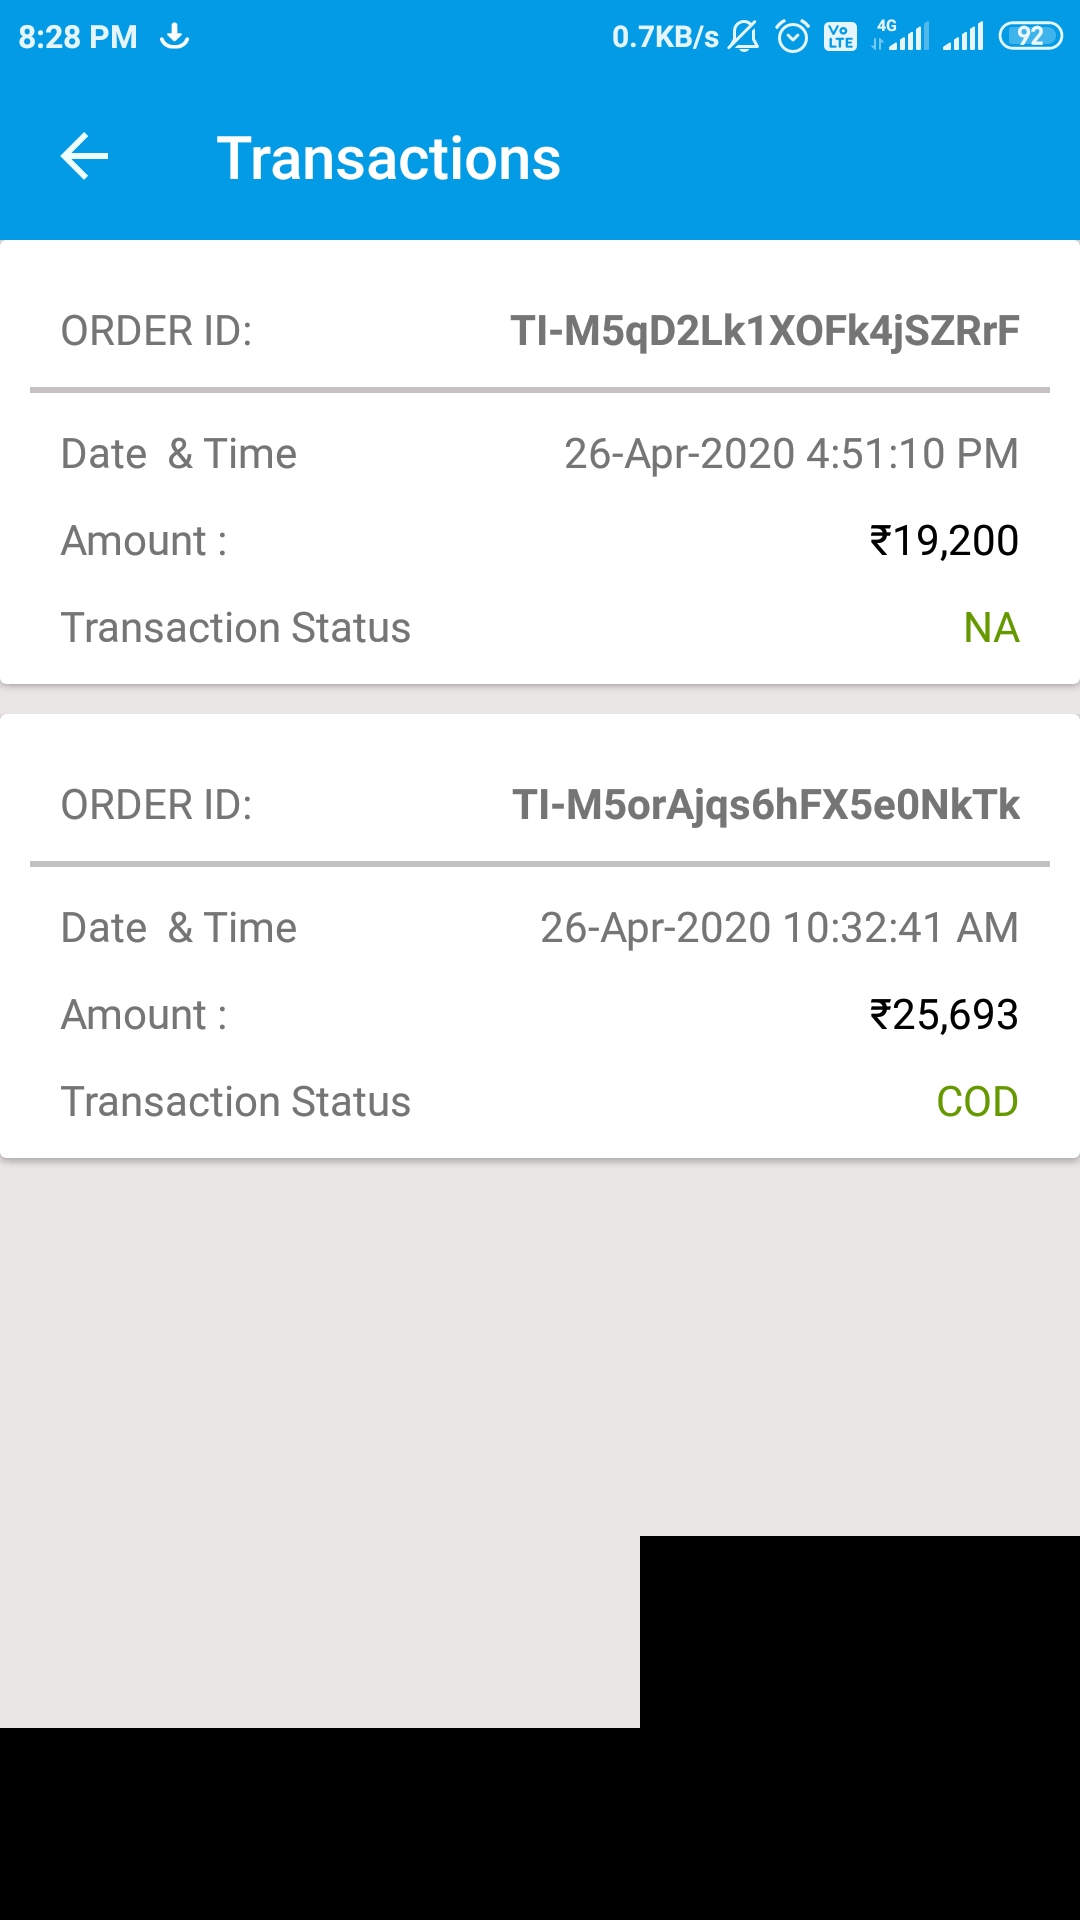 8:28 PM 0.7KB/s VO LTE 4G 92
Transactions
ORDER ID: TI-M5qD2Lk1XOFk4jSZRrF
Date & Time 26-Apr-2020 4:51:10 PM
Amount : ₹19,200
Transaction Status NA
ORDER ID: TI-M5orAjqs6hFX5e0NkTk
Date & Time 26-Apr-2020 10:32:41 AM
Amount : ₹25,693
Transaction Status COD